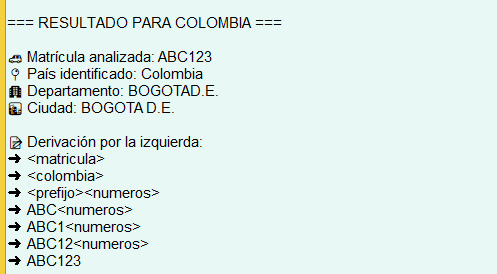 === RESULTADO PARA COLOMBIA ===
Matrícula analizada: ABC123
País identificado: Colombia
Departamento: BOGOTAD.E.
Ciudad: BOGOTA D.E.
Derivación por la izquierda:
➜ <matricula>
➜ <colombia>
➜ <prefijo><numeros>
➜ ABC<numeros>
➜ ABC1<numeros>
➜ ABC12<numeros>
➜ ABC123